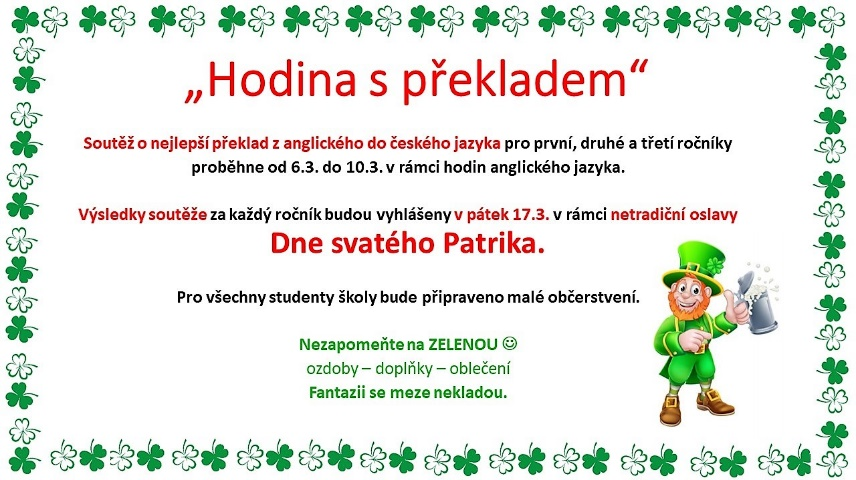 „Hodina s překladem“
Soutěž o nejlepší překlad z anglického do českého jazyka pro první, druhé a třetí ročníky
proběhne od 6.3. do 10.3. v rámci hodin anglického jazyka.
Výsledky soutěže za každý ročník budou vyhlášeny v pátek 17.3. v rámci netradiční oslavy
Dne svatého Patrika.
Pro všechny studenty školy bude připraveno malé občerstvení.
Nezapomeňte na ZELENOU ☺
ozdoby – doplňky – oblečení
Fantazii se meze nekladou.